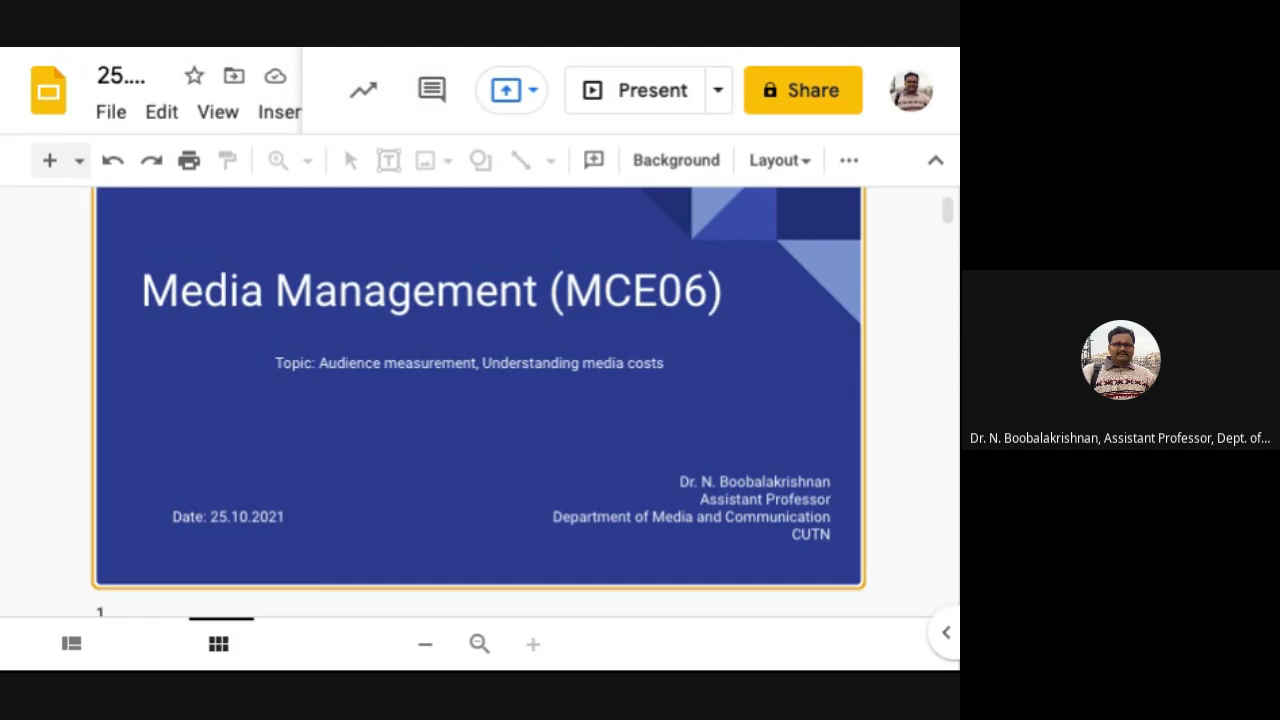 25....
File Edit View Inser
Present
Share
Background
Layout
Media Management (MCE06)
Topic: Audience measurement, Understanding media costs
Dr. N. Boobalakrishnan
Assistant Professor
Date: 25.10.2021
Department of Media and Communication
CUTN
1
Dr. N. Boobalakrishnan, Assistant Professor, Dept. of...